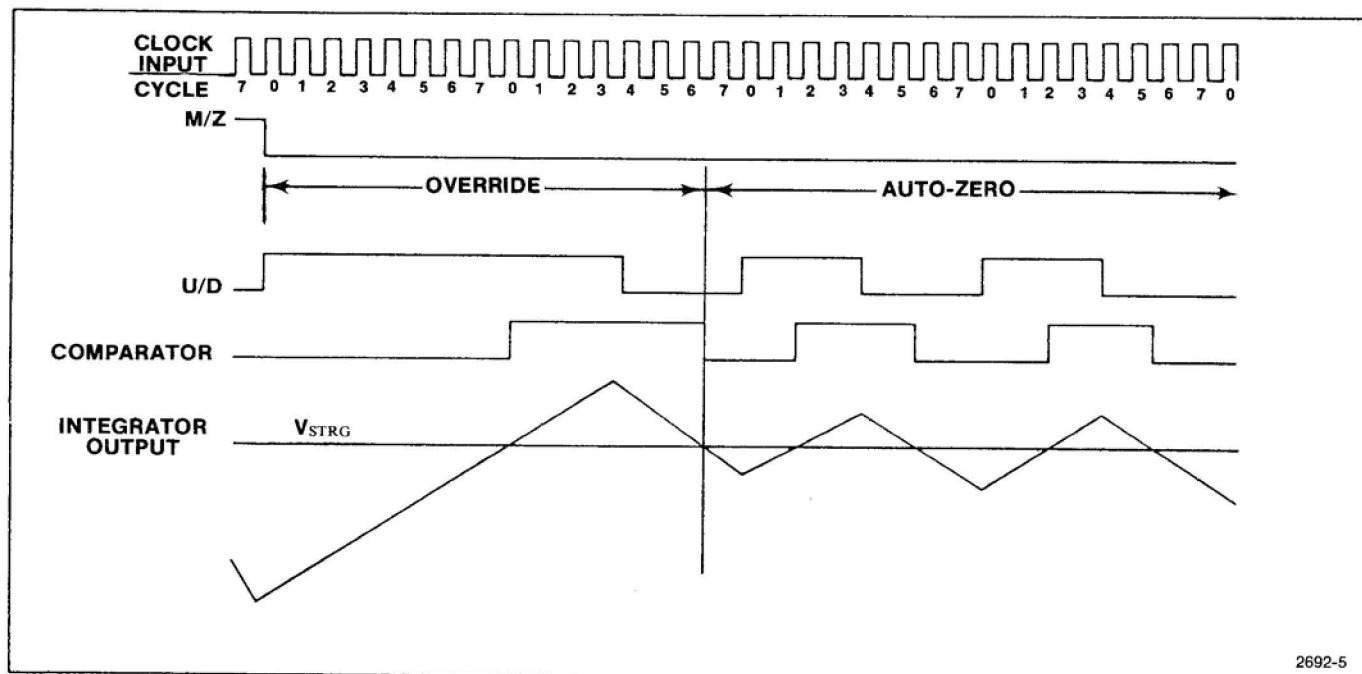 CLOCK
INPUT
CYCLE 7 0 1 2 3 4 5 6 7 0 1 2 3 4 5 6 7 0 1 2 3 4 5 6 7 0 1 2 3 4 5 6 7 0
M/Z
OVERRIDE AUTO-ZERO
U/D
COMPARATOR
INTEGRATOR
OUTPUT
VSTRG
2692-5